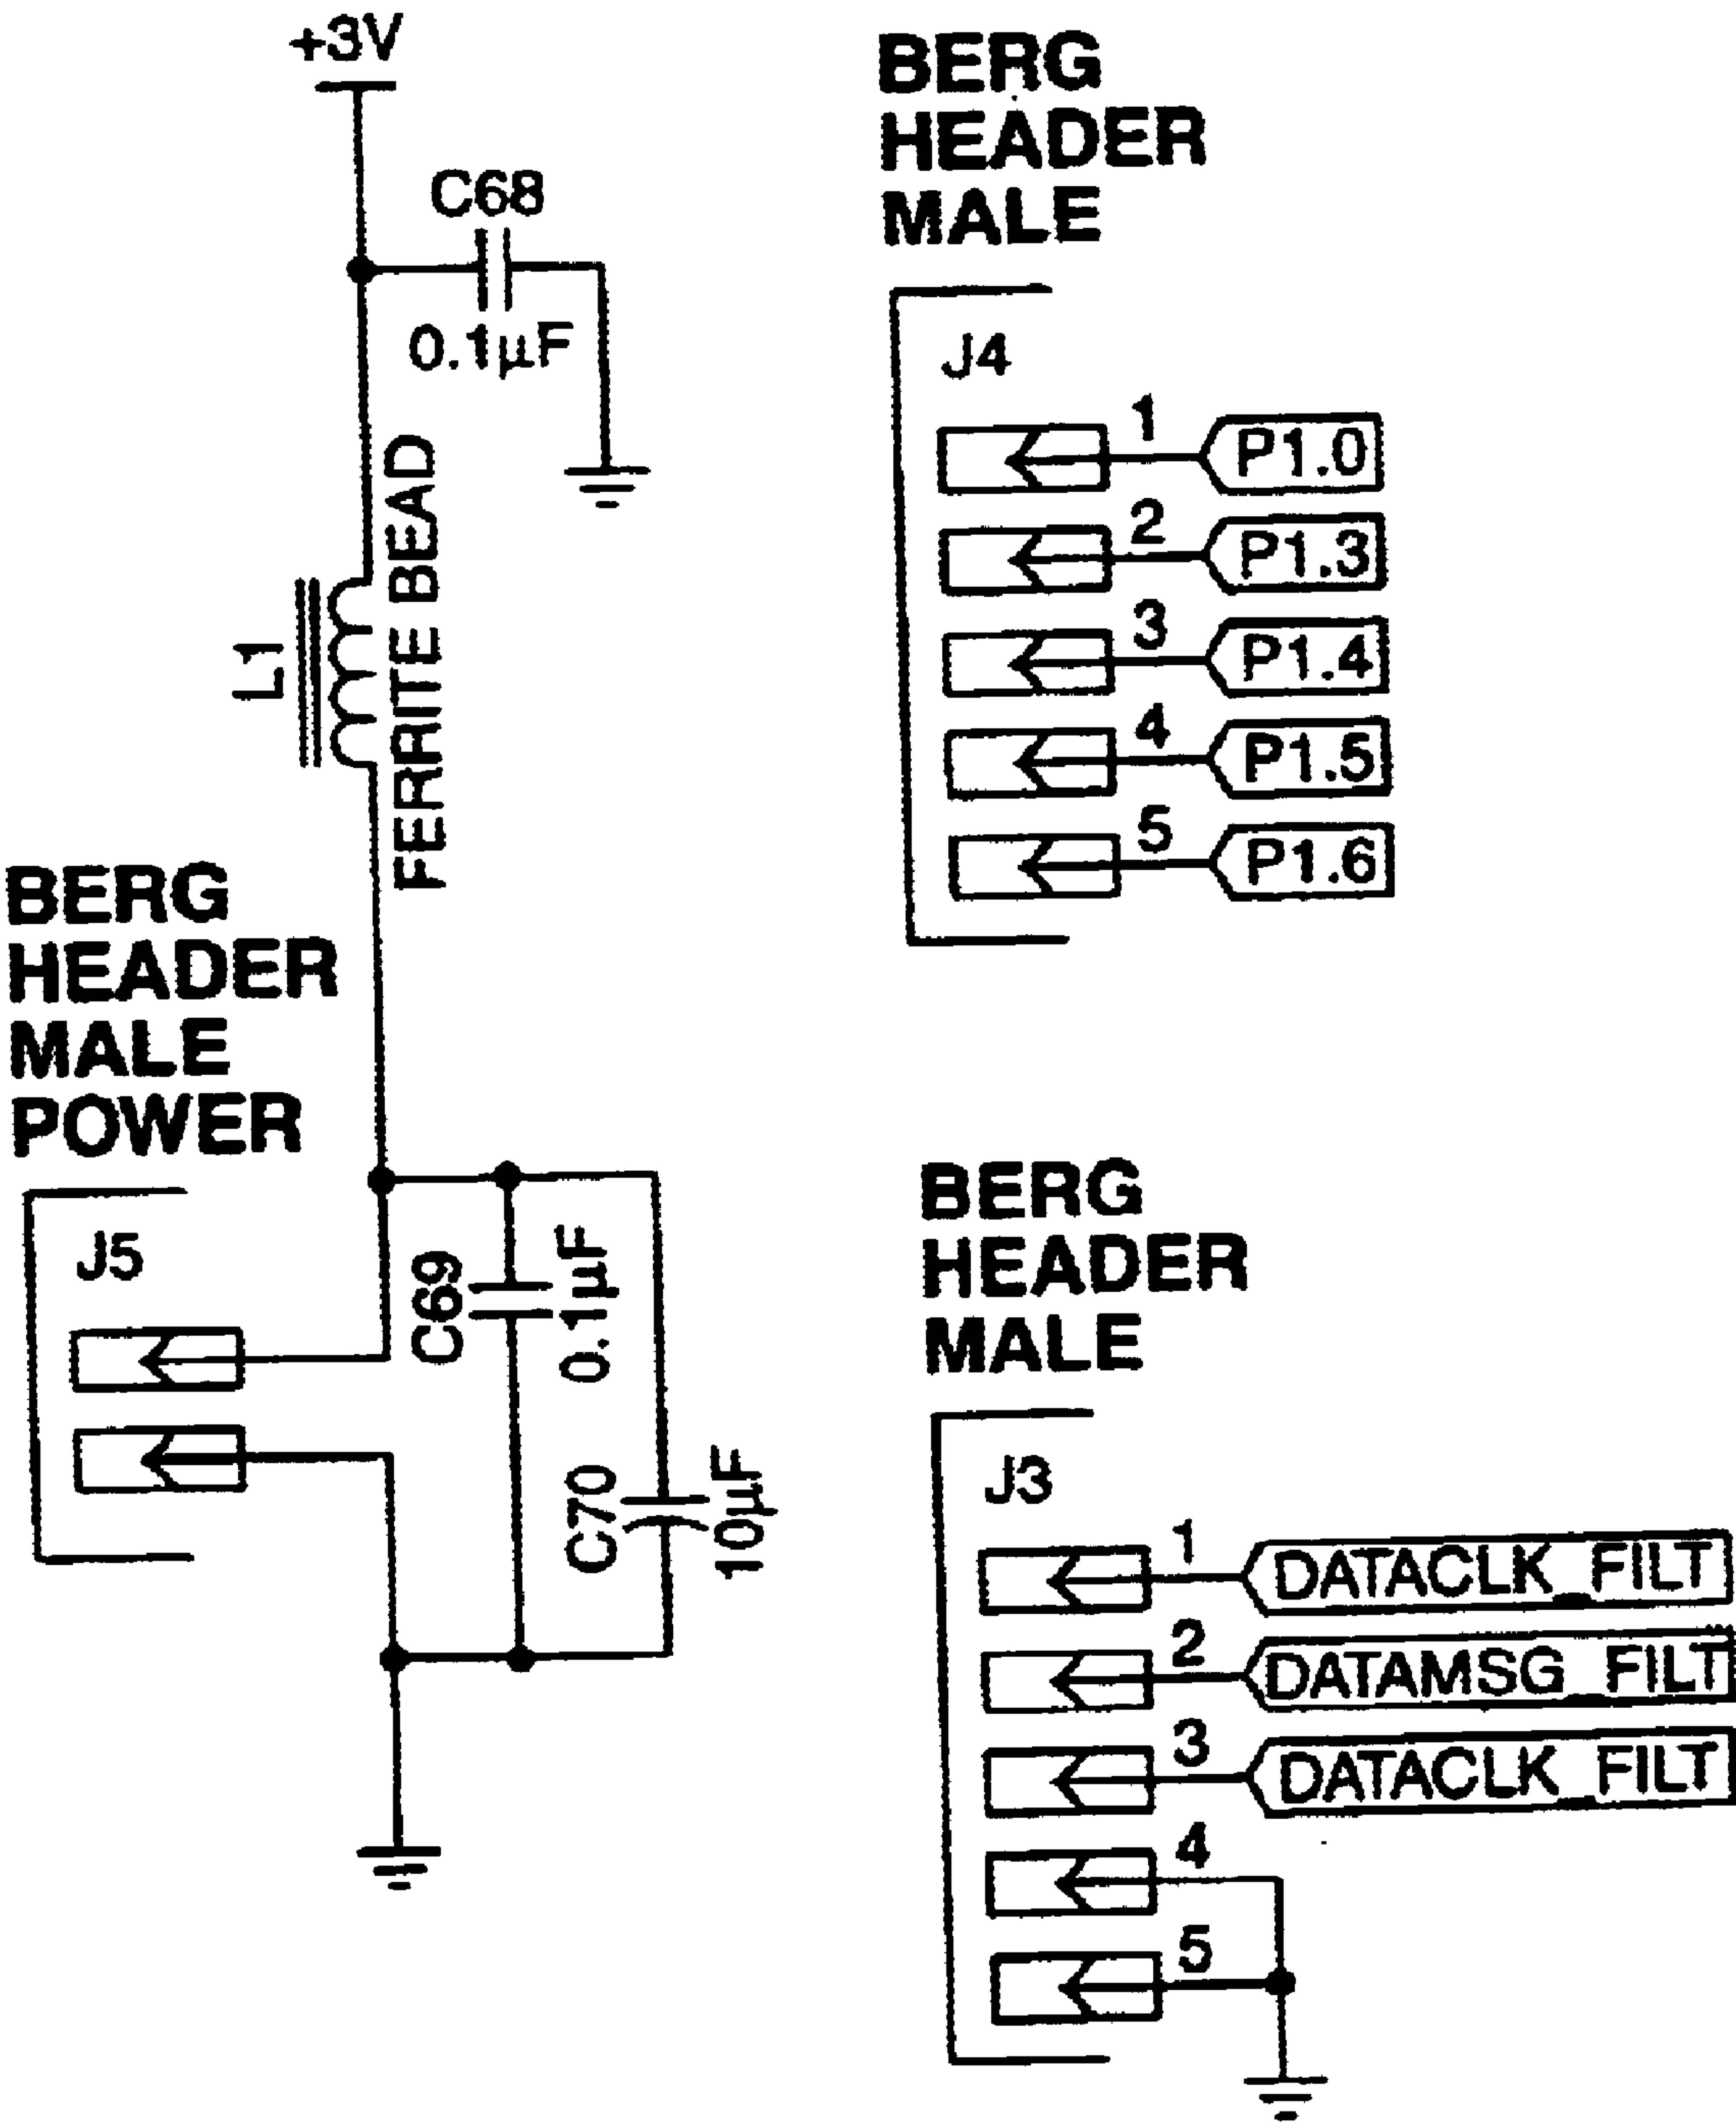 +3V
C68
0.1µF
L1
FERRITE BEAD
BERG
HEADER
MALE
POWER
J5
C69
0.1µF
C70
10µF
BERG
HEADER
MALE
J4
1 P1.0
2 P1.3
3 P1.4
4 P1.5
5 P1.6
BERG
HEADER
MALE
J3
1 DATACLK_FILT
2 DATAMSG_FILT
3 DATACLK_FILT
4
5